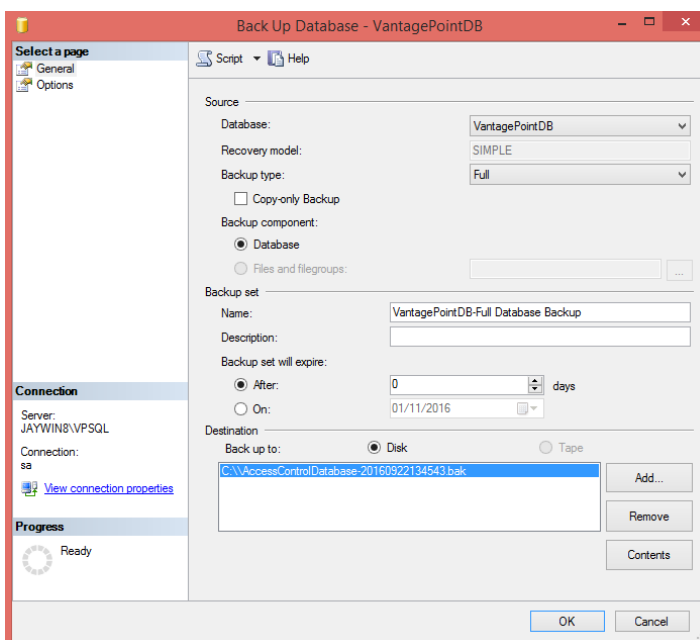 Back Up Database - VantagePointDB
Select a page
General
Options
Script
Help
Source
Database:
VantagePointDB
Recovery model:
SIMPLE
Backup type:
Full
Copy-only Backup
Backup component:
Database
Files and filegroups:
...
Backup set
Name:
VantagePointDB-Full Database Backup
Description:
Backup set will expire:
After:
0
days
On:
01/11/2016
Destination
Back up to:
Disk
Tape
C:\\AccessControlDatabase-20160922134543.bak
Add...
Remove
Contents
Connection
Server:
JAYWIN8\VPSQL
Connection:
sa
View connection properties
Progress
Ready
OK
Cancel